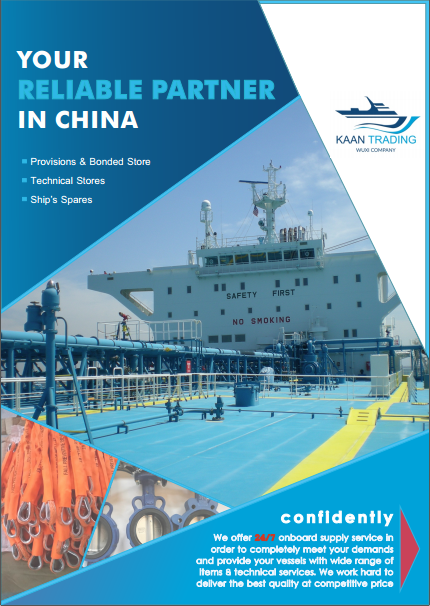 YOUR
RELIABLE PARTNER
IN CHINA
Provisions & Bonded Store
Technical Stores
Ship's Spares
KAAN TRADING
WUXI COMPANY
SAFETY FIRST
NO SMOKING
confidently
We offer 24/7 onboard supply service in
order to completely meet your demands
and provide your vessels with wide range of
items & technical services. We work hard to
deliver the best quality at competitive price